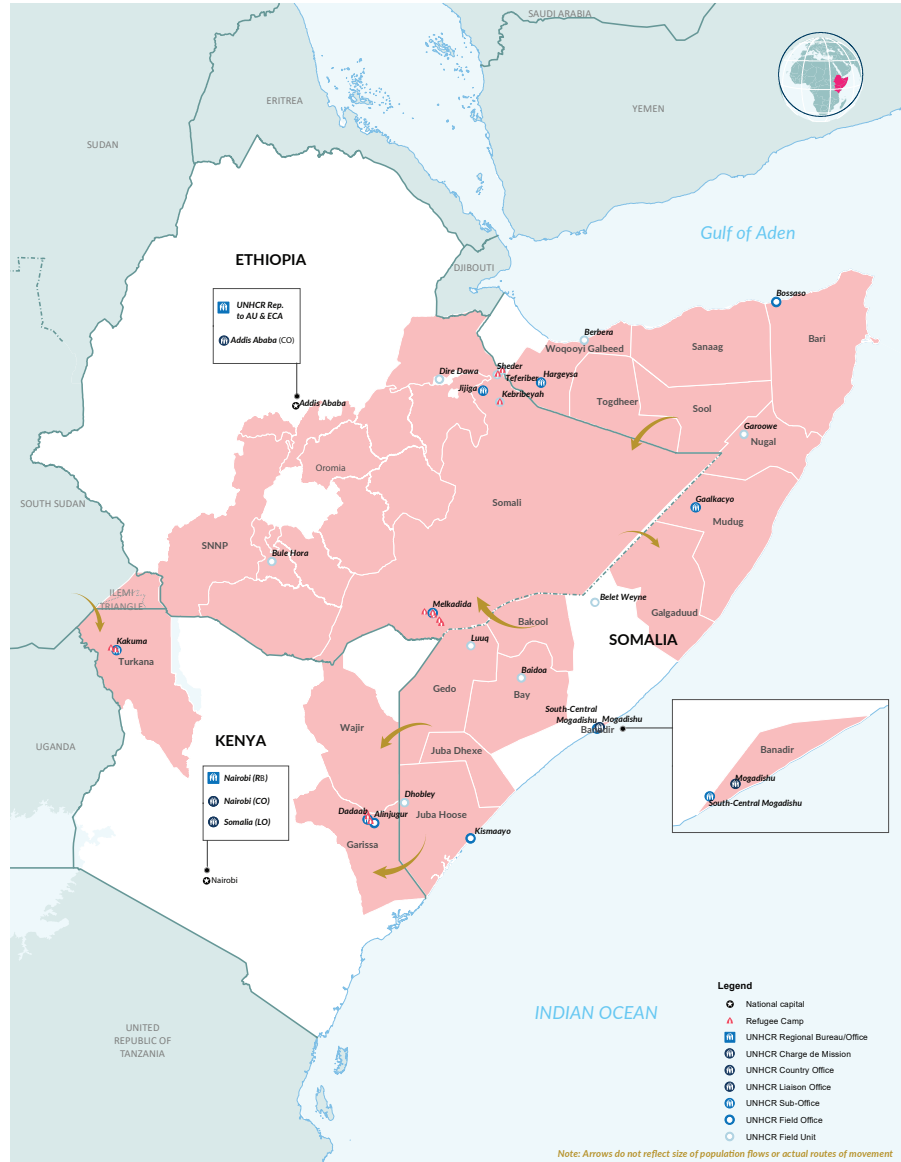 SAUDI ARABIA
ERITREA
YEMEN
SUDAN
Gulf of Aden
ETHIOPIA
DJIBOUTI
UNHCR Rep.
to AU & ECA
Addis Ababa (CO)
Bossaso
Berbera
Woqooyi Galbeed
Sanaag
Bari
Sheder
Dire Dawa
Teferiber
Hargeysa
Jijiga
Kebribeyah
Togdheer
Sool
Addis Ababa
Garoowe
Nugal
Oromia
SOUTH SUDAN
Somali
Gaalkacyo
Mudug
SNNP
Bule Hora
ILEMI
TRIANGLE
Belet Weyne
Melkadida
Galgaduud
Bakool
Kakuma
Luuq
SOMALIA
Turkana
Baidoa
Gedo
Bay
South-Central
Mogadishu
Mogadishu
Banadir
Wajir
KENYA
UGANDA
Juba Dhexe
Banadir
Nairobi (RB)
Mogadishu
Nairobi (CO)
Dhobley
South-Central Mogadishu
Somalia (LO)
Dadaab
Alinjugur
Juba Hoose
Kismaayo
Garissa
Nairobi
INDIAN OCEAN
UNITED
REPUBLIC OF
TANZANIA
Legend
National capital
Refugee Camp
UNHCR Regional Bureau/Office
UNHCR Charge de Mission
UNHCR Country Office
UNHCR Liaison Office
UNHCR Sub-Office
UNHCR Field Office
UNHCR Field Unit
Note: Arrows do not reflect size of population flows or actual routes of movement